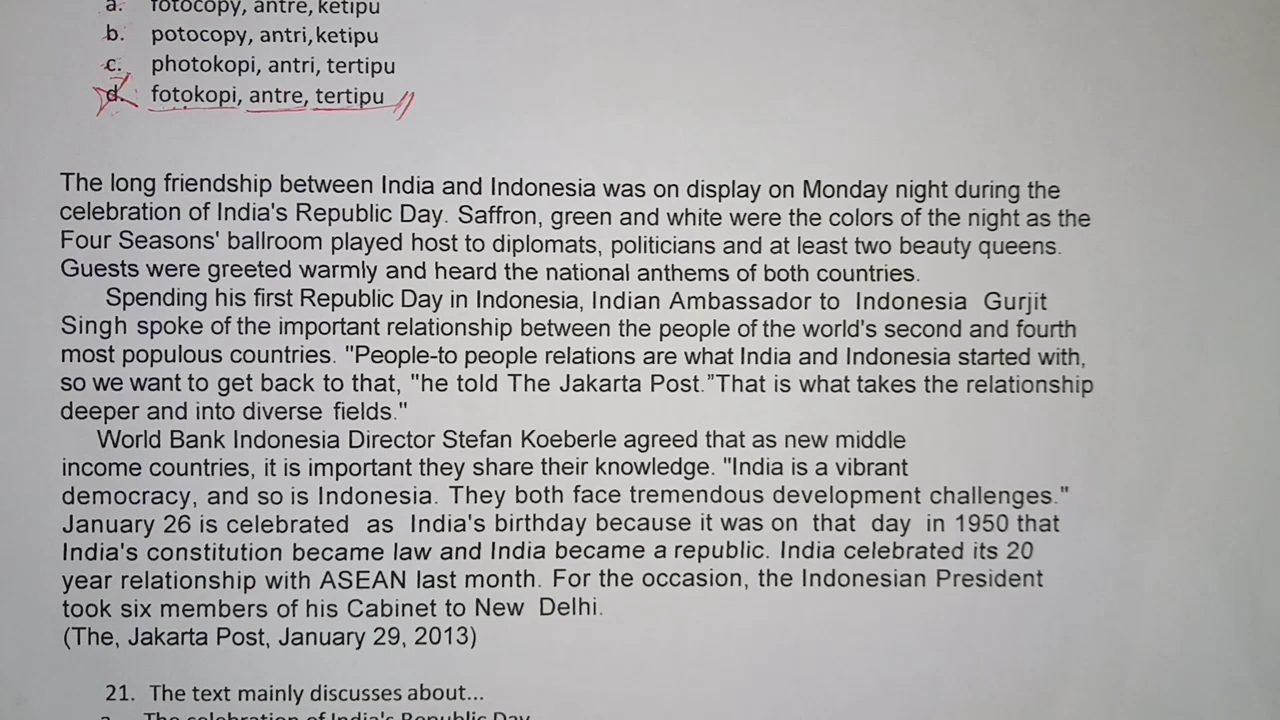 a. fotocopy, antre, ketipu
b. potocopy, antri, ketipu
c. photokopi, antri, tertipu
d. fotokopi, antre, tertipu
The long friendship between India and Indonesia was on display on Monday night during the
celebration of India's Republic Day. Saffron, green and white were the colors of the night as the
Four Seasons' ballroom played host to diplomats, politicians and at least two beauty queens.
Guests were greeted warmly and heard the national anthems of both countries.
Spending his first Republic Day in Indonesia, Indian Ambassador to Indonesia Gurjit
Singh spoke of the important relationship between the people of the world's second and fourth
most populous countries. "People-to people relations are what India and Indonesia started with,
so we want to get back to that, "he told The Jakarta Post."That is what takes the relationship
deeper and into diverse fields."
World Bank Indonesia Director Stefan Koeberle agreed that as new middle
income countries, it is important they share their knowledge. "India is a vibrant
democracy, and so is Indonesia. They both face tremendous development challenges."
January 26 is celebrated as India's birthday because it was on that day in 1950 that
India's constitution became law and India became a republic. India celebrated its 20
year relationship with ASEAN last month. For the occasion, the Indonesian President
took six members of his Cabinet to New Delhi.
(The, Jakarta Post, January 29, 2013)
21. The text mainly discusses about...
a. The celebration of India's Republic Day